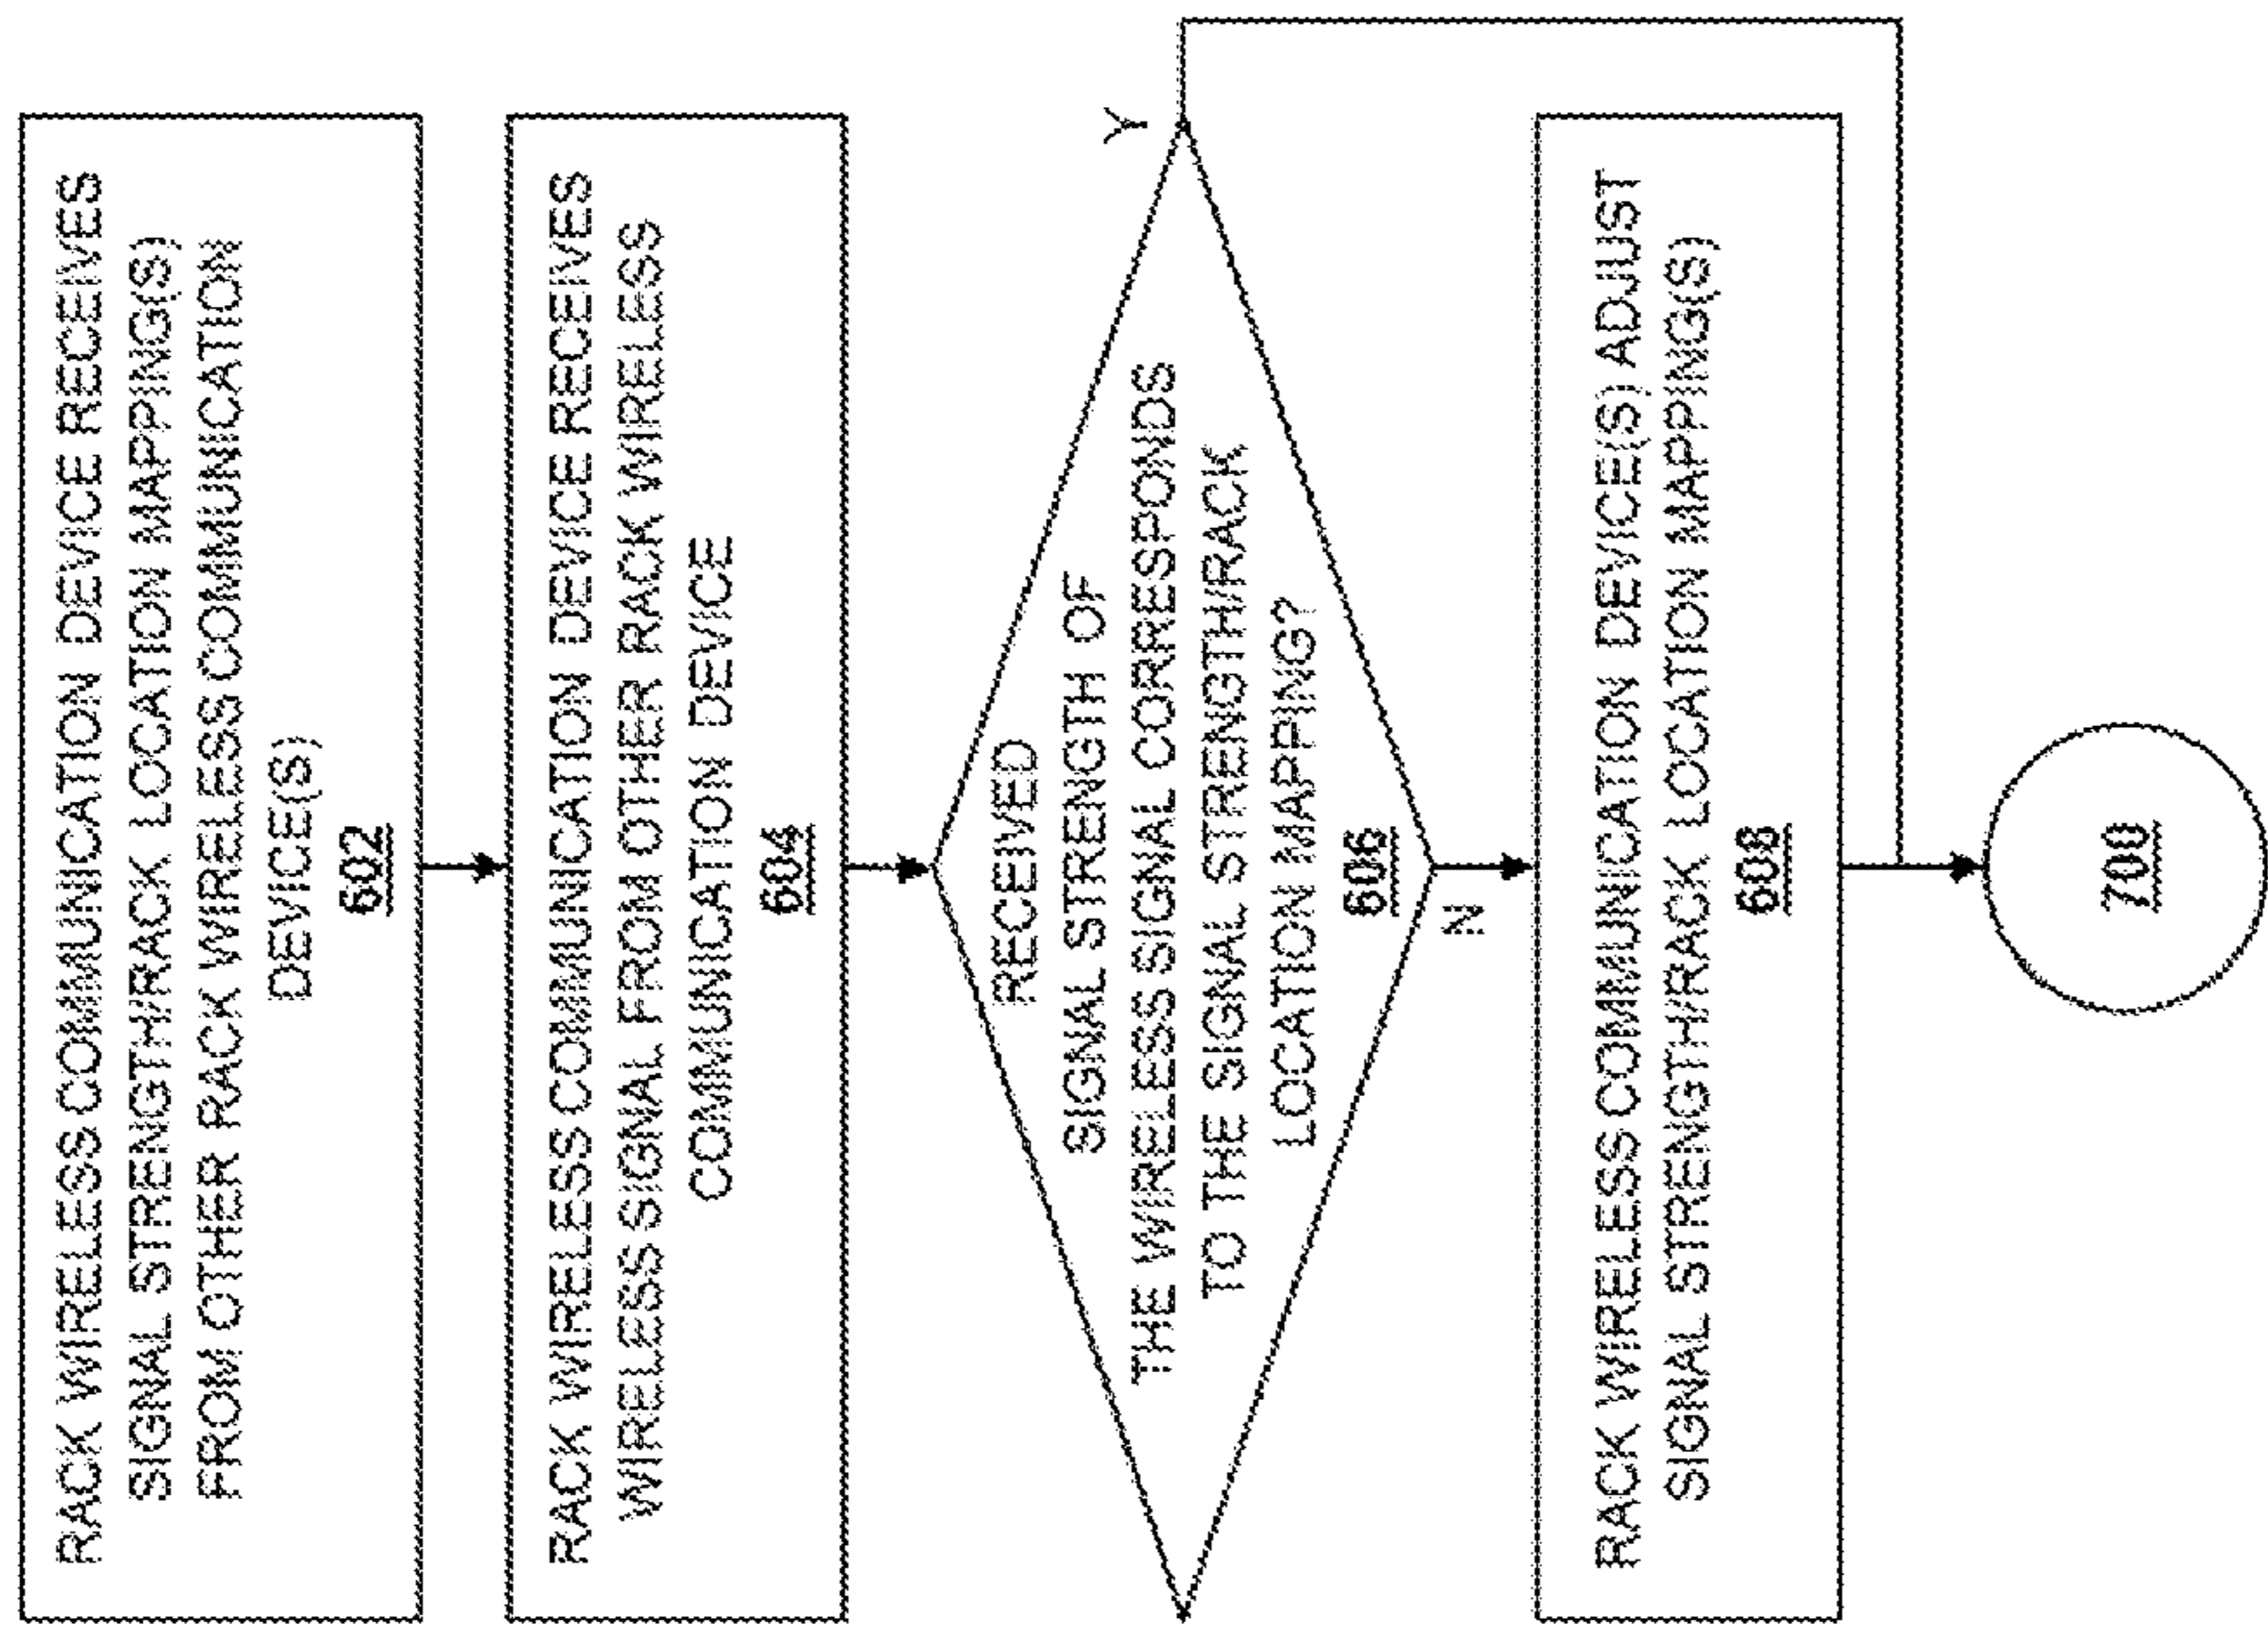 RACK WIRELESS COMMUNICATION DEVICE RECEIVES
SIGNAL STRENGTH/RACK LOCATION MAPPING(S)
FROM OTHER RACK WIRELESS COMMUNICATION
DEVICE(S)
602
RACK WIRELESS COMMUNICATION DEVICE RECEIVES
WIRELESS SIGNAL FROM OTHER RACK WIRELESS
COMMUNICATION DEVICE
604
RECEIVED
SIGNAL STRENGTH OF
THE WIRELESS SIGNAL CORRESPONDS
TO THE SIGNAL STRENGTH/RACK
LOCATION MAPPING?
606
Y
N
RACK WIRELESS COMMUNICATION DEVICE(S) ADJUST
SIGNAL STRENGTH/RACK LOCATION MAPPING(S)
608
700